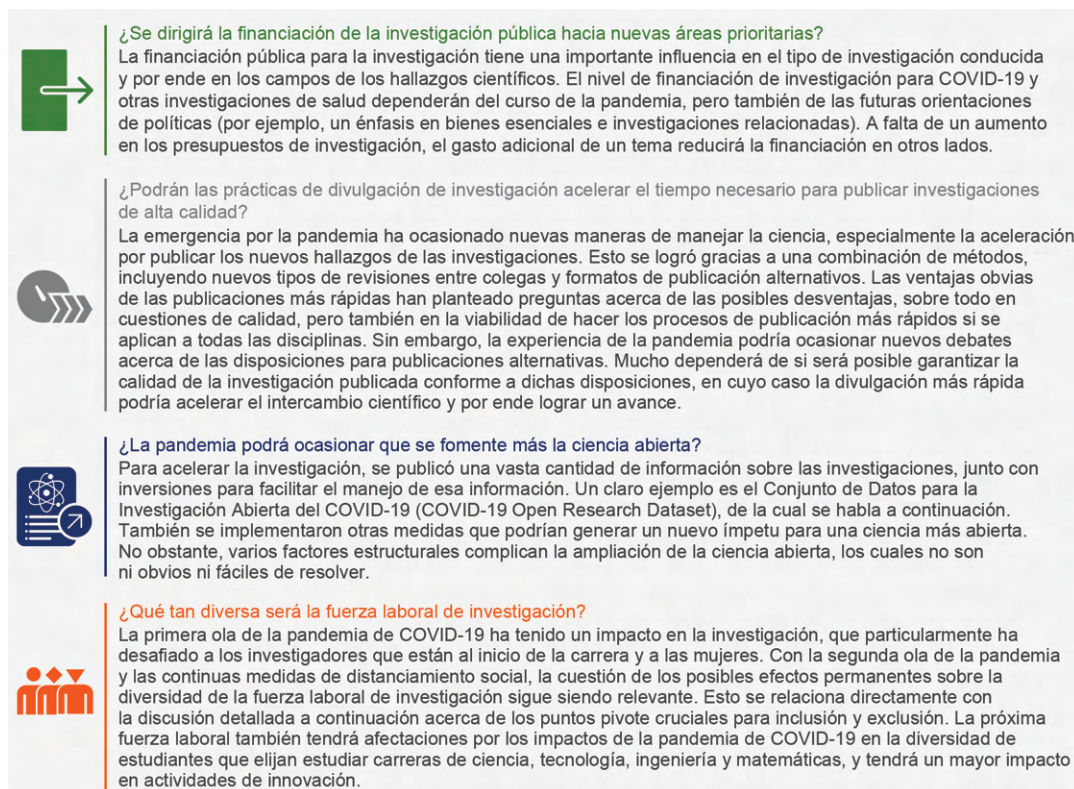 ¿Se dirigirá la financiación de la investigación pública hacia nuevas áreas prioritarias?
La financiación pública para la investigación tiene una importante influencia en el tipo de investigación conducida
y por ende en los campos de los hallazgos científicos. El nivel de financiación de investigación para COVID-19 y
otras investigaciones de salud dependerán del curso de la pandemia, pero también de las futuras orientaciones
de políticas (por ejemplo, un énfasis en bienes esenciales e investigaciones relacionadas). A falta de un aumento
en los presupuestos de investigación, el gasto adicional de un tema reducirá la financiación en otros lados.
¿Podrán las prácticas de divulgación de investigación acelerar el tiempo necesario para publicar investigaciones
de alta calidad?
La emergencia por la pandemia ha ocasionado nuevas maneras de manejar la ciencia, especialmente la aceleración
por publicar los nuevos hallazgos de las investigaciones. Esto se logró gracias a una combinación de métodos,
incluyendo nuevos tipos de revisiones entre colegas y formatos de publicación alternativos. Las ventajas obvias
de las publicaciones más rápidas han planteado preguntas acerca de las posibles desventajas, sobre todo en
cuestiones de calidad, pero también en la viabilidad de hacer los procesos de publicación más rápidos si se
aplican a todas las disciplinas. Sin embargo, la experiencia de la pandemia podría ocasionar nuevos debates
acerca de las disposiciones para publicaciones alternativas. Mucho dependerá de si será posible garantizar la
calidad de la investigación publicada conforme a dichas disposiciones, en cuyo caso la divulgación más rápida
podría acelerar el intercambio científico y por ende lograr un avance.
¿La pandemia podrá ocasionar que se fomente más la ciencia abierta?
Para acelerar la investigación, se publicó una vasta cantidad de información sobre las investigaciones, junto con
inversiones para facilitar el manejo de esa información. Un claro ejemplo es el Conjunto de Datos para la
Investigación Abierta del COVID-19 (COVID-19 Open Research Dataset), de la cual se habla a continuación.
También se implementaron otras medidas que podrían generar un nuevo ímpetu para una ciencia más abierta.
No obstante, varios factores estructurales complican la ampliación de la ciencia abierta, los cuales no son
ni obvios ni fáciles de resolver.
¿Qué tan diversa será la fuerza laboral de investigación?
La primera ola de la pandemia de COVID-19 ha tenido un impacto en la investigación, que particularmente ha
desafiado a los investigadores que están al inicio de la carrera y a las mujeres. Con la segunda ola de la pandemia
y las continuas medidas de distanciamiento social, la cuestión de los posibles efectos permanentes sobre la
diversidad de la fuerza laboral de investigación sigue siendo relevante. Esto se relaciona directamente con
la discusión detallada a continuación acerca de los puntos pivote cruciales para inclusión y exclusión. La próxima
fuerza laboral también tendrá afectaciones por los impactos de la pandemia de COVID-19 en la diversidad de
estudiantes que elijan estudiar carreras de ciencia, tecnología, ingeniería y matemáticas, y tendrá un mayor impacto
en actividades de innovación.